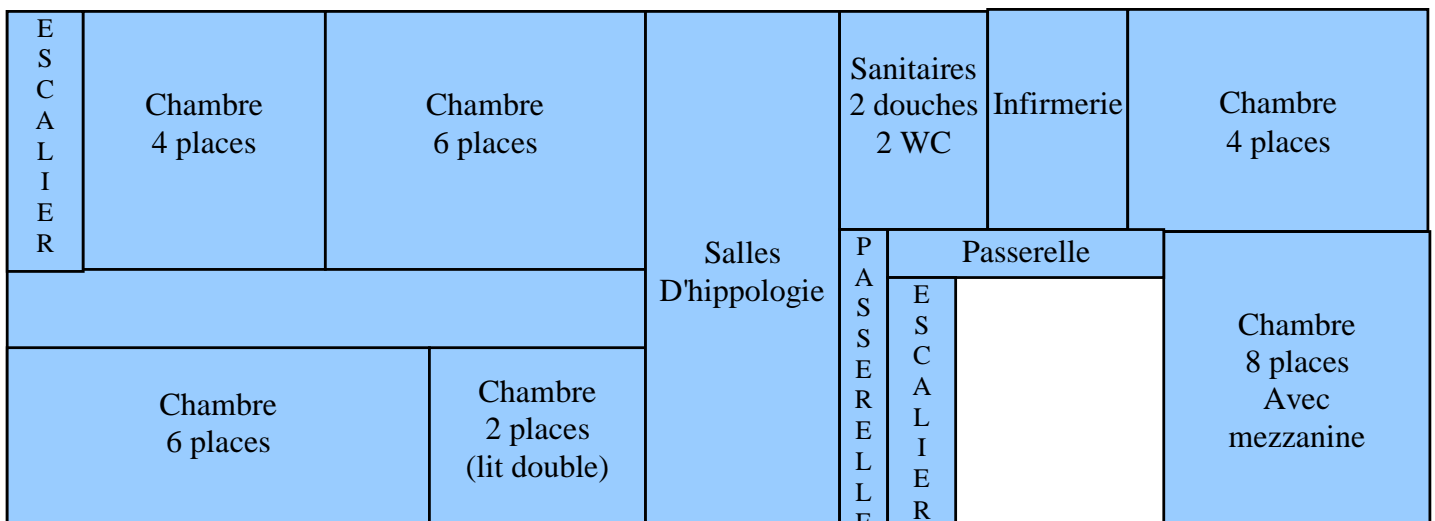 ESCALIER
Chambre
4 places
Chambre
6 places
Salles
D'hippologie
Sanitaires
2 douches
2 WC
Infirmerie
Chambre
4 places
PASSERELLE
Passerelle
ESCALIER
Chambre
8 places
Avec
mezzanine
Chambre
6 places
Chambre
2 places
(lit double)